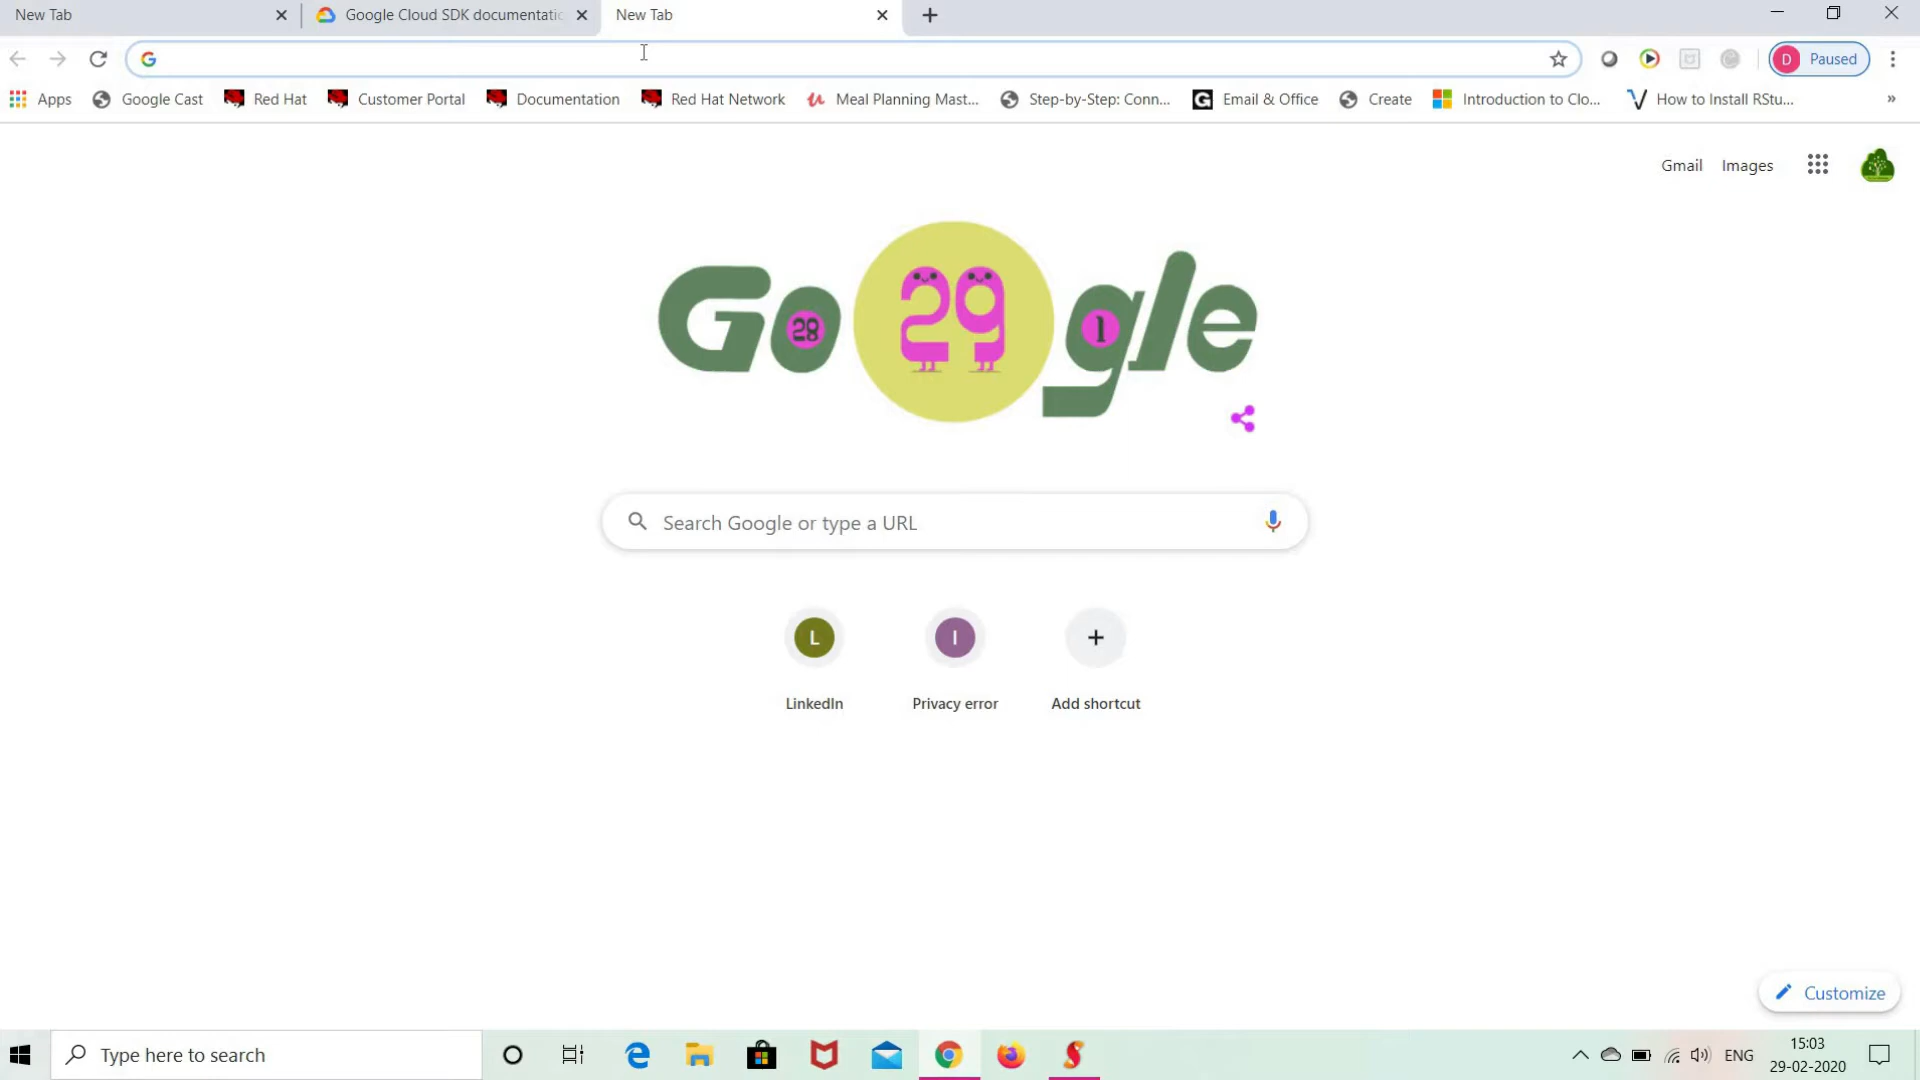 New Tab
Google Cloud SDK documentatic
New Tab
D Paused
Apps
Google Cast
Red Hat
Customer Portal
Documentation
Red Hat Network
Meal Planning Mast...
Step-by-Step: Conn...
Email & Office
Create
Introduction to Clo...
How to Install RStu...
»
Gmail
Images
Go 28 29 1 gle
Search Google or type a URL
L
I
LinkedIn
Privacy error
Add shortcut
Customize
Type here to search
ENG
15:03
29-02-2020